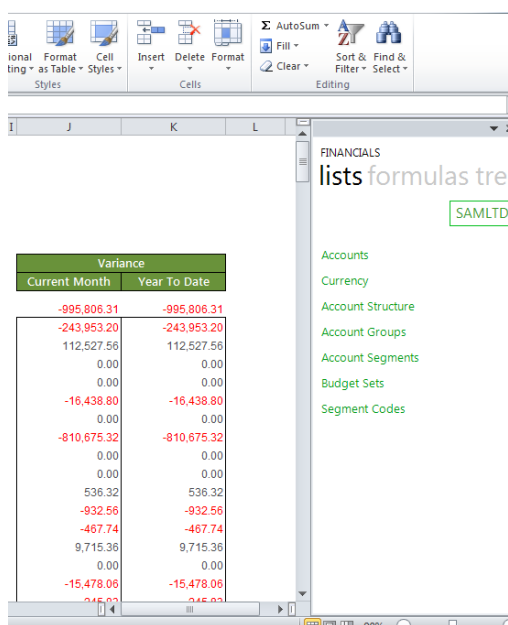 Σ AutoSum
Fill
Clear
ional Format Cell
ting as Table Styles
Insert Delete Format
Sort & Find &
Filter Select
Styles
Cells
Editing
I J K L
FINANCIALS
lists formulas tre
SAMLTD
Variance
Current Month Year To Date
-995,806.31 -995,806.31
-243,953.20 -243,953.20
112,527.56 112,527.56
0.00 0.00
0.00 0.00
-16,438.80 -16,438.80
0.00 0.00
-810,675.32 -810,675.32
0.00 0.00
0.00 0.00
536.32 536.32
-932.56 -932.56
-467.74 -467.74
9,715.36 9,715.36
0.00 0.00
-15,478.06 -15,478.06
Accounts
Currency
Account Structure
Account Groups
Account Segments
Budget Sets
Segment Codes